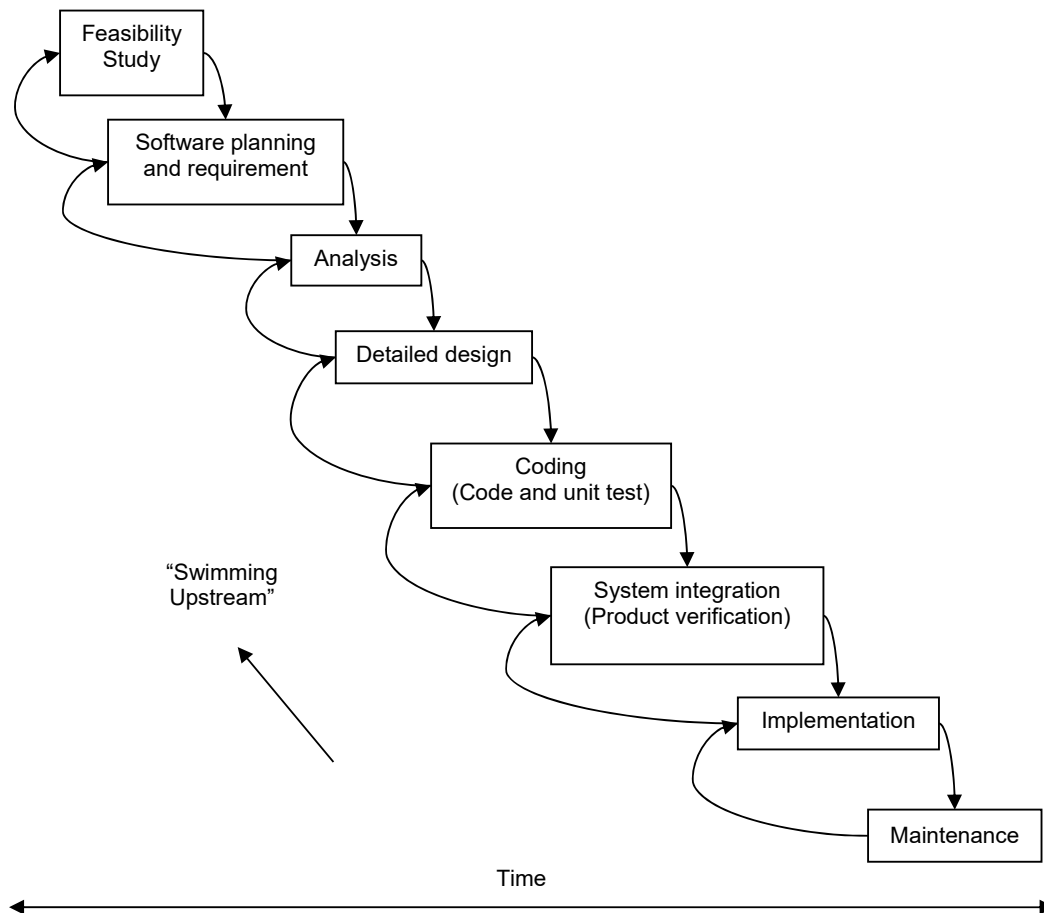 Feasibility
Study
Software planning
and requirement
Analysis
Detailed design
Coding
(Code and unit test)
“Swimming
Upstream”
System integration
(Product verification)
Implementation
Maintenance
Time